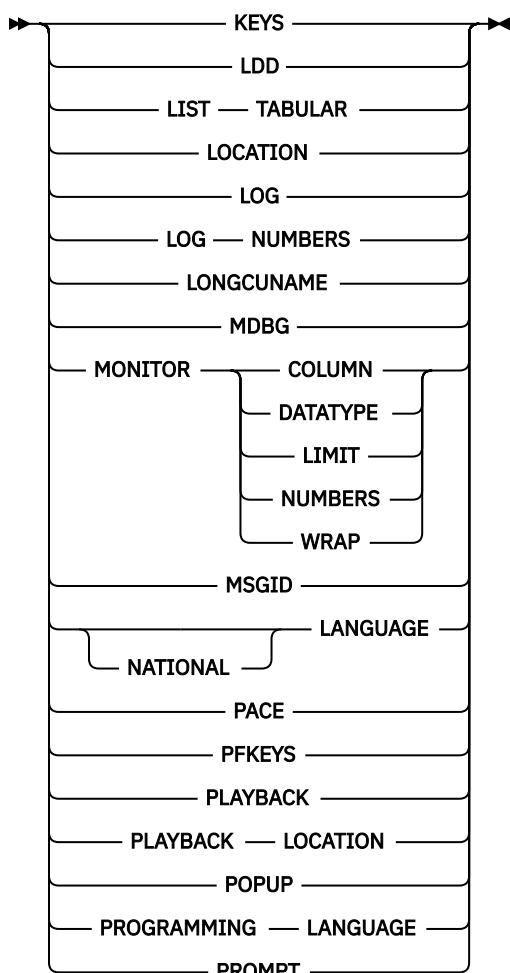 KEYS
LDD
LIST TABULAR
LOCATION
LOG
LOG NUMBERS
LONGCUNAME
MDBG
MONITOR COLUMN
DATATYPE
LIMIT
NUMBERS
WRAP
MSGID
LANGUAGE
NATIONAL
PACE
PFKEYS
PLAYBACK
PLAYBACK LOCATION
POPUP
PROGRAMMING LANGUAGE
PROMPT